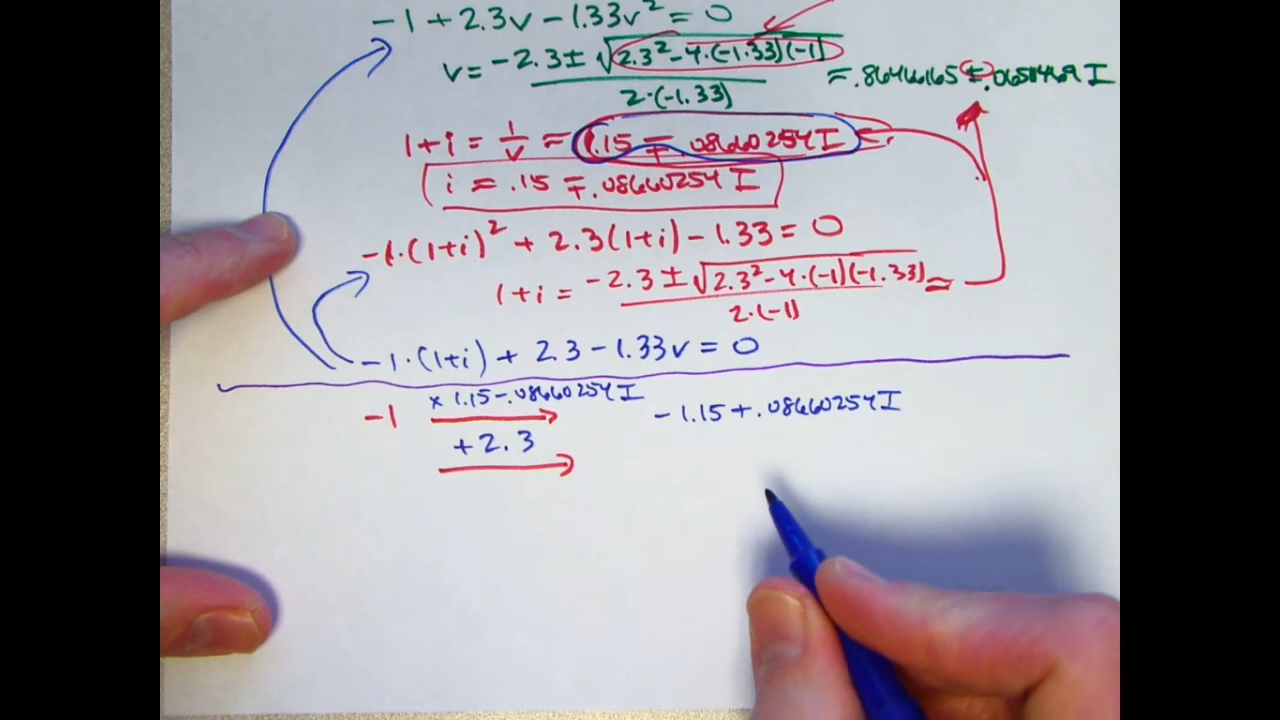 -1 + 2.3v - 1.33v² = 0
v = (-2.3 ± √(2.3² - 4·(-1.33)(-1))) / (2·(-1.33)) = .86466165 ± .0651469 I
1+i = 1/v = 1.15 ∓ .08660254 I
i = .15 ∓ .08660254 I
-1·(1+i)² + 2.3(1+i) - 1.33 = 0
1+i = (-2.3 ± √(2.3² - 4·(-1)(-1.33))) / (2·(-1)) =
-1·(1+i) + 2.3 - 1.33v = 0
-1 × 1.15-.08660254 I → -1.15 + .08660254 I
+2.3